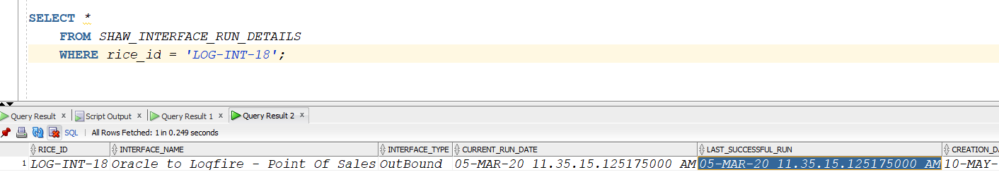 SELECT *
FROM SHAW_INTERFACE_RUN_DETAILS
WHERE rice_id = 'LOG-INT-18';
Query Result x Script Output x Query Result 1 x Query Result 2 x
SQL | All Rows Fetched: 1 in 0.249 seconds
RICE_ID INTERFACE_NAME INTERFACE_TYPE CURRENT_RUN_DATE LAST_SUCCESSFUL_RUN CREATION_DA
1 LOG-INT-18 Oracle to Logfire - Point Of Sales OutBound 05-MAR-20 11.35.15.125175000 AM 05-MAR-20 11.35.15.125175000 AM 10-MAY-